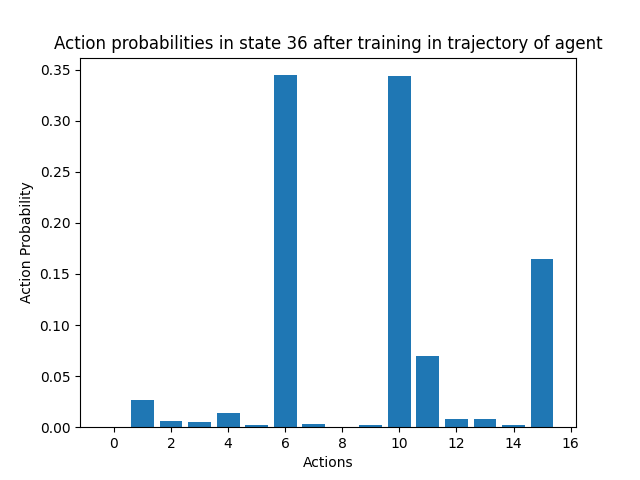 Action probabilities in state 36 after training in trajectory of agent
0.35
0.30
0.25
0.20
0.15
0.10
0.05
0.00
Action Probability
0 2 4 6 8 10 12 14 16
Actions